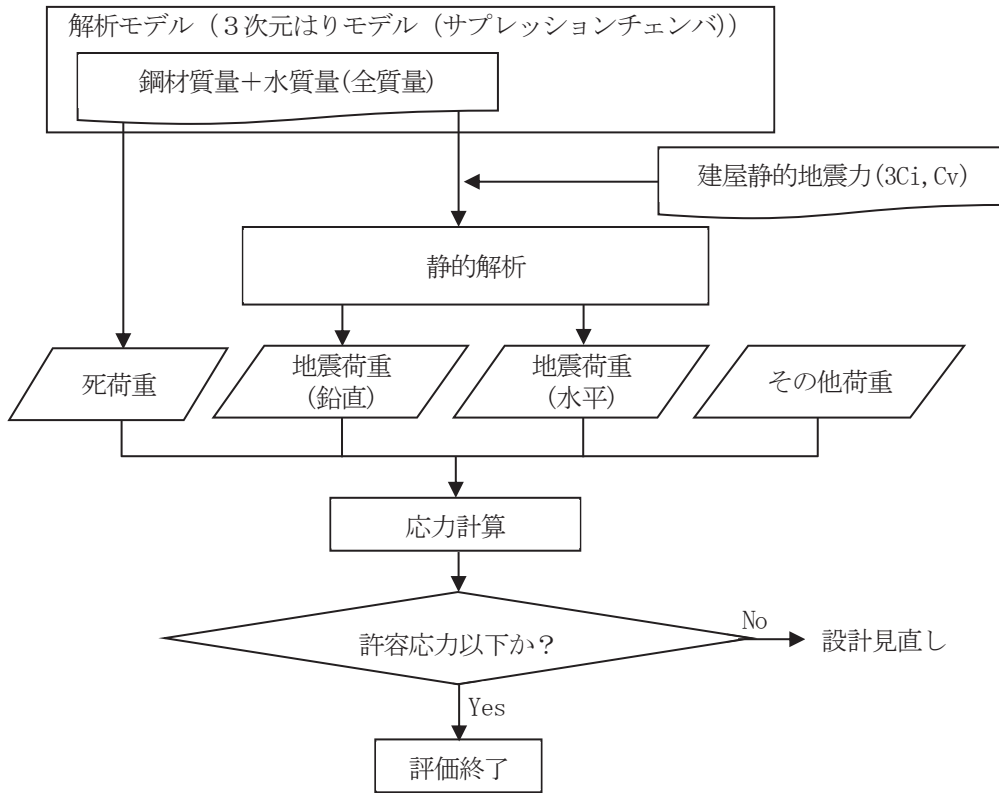 解析モデル（３次元はりモデル（サプレッションチェンバ））
鋼材質量＋水質量(全質量)
建屋静的地震力(3Ci, Cv)
静的解析
死荷重
地震荷重
(鉛直)
地震荷重
(水平)
その他荷重
応力計算
許容応力以下か？
No
設計見直し
Yes
評価終了